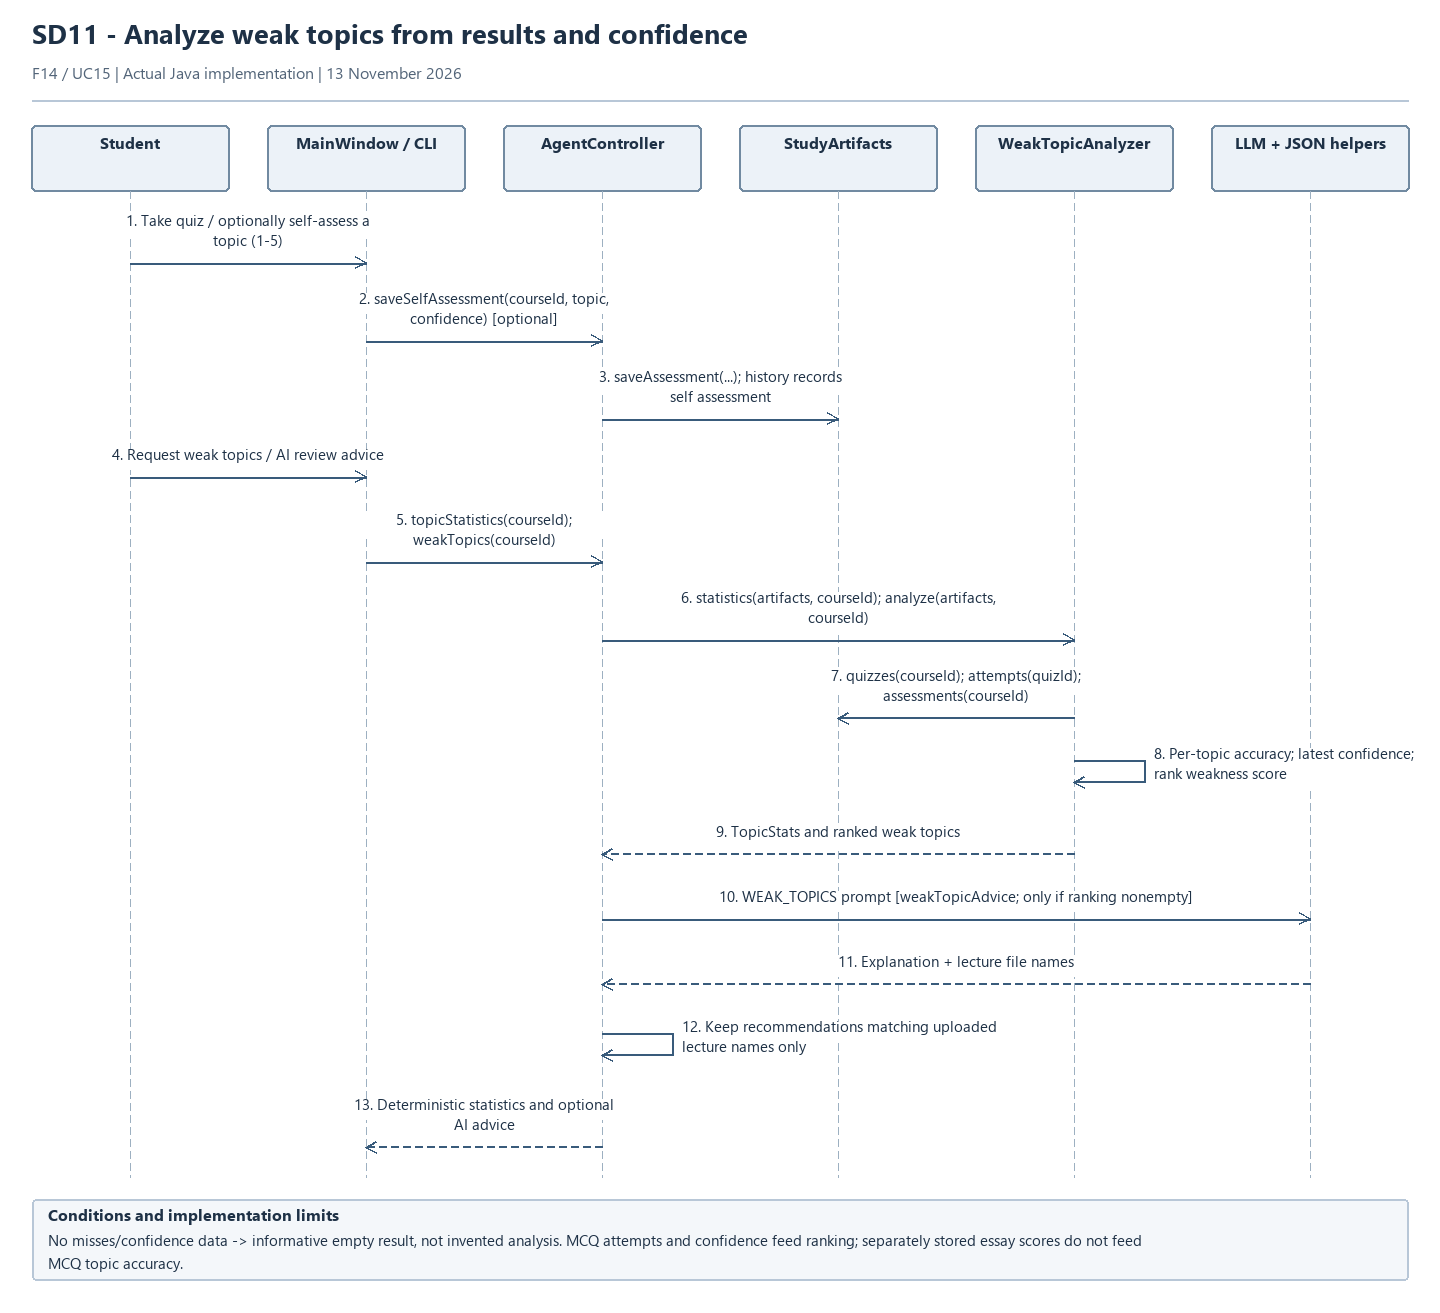 SD11 - Analyze weak topics from results and confidence
F14 / UC15 | Actual Java implementation | 13 November 2026
Student
MainWindow / CLI
AgentController
StudyArtifacts
WeakTopicAnalyzer
LLM + JSON helpers
1. Take quiz / optionally self-assess a
topic (1-5)
2. saveSelfAssessment(courseId, topic,
confidence) [optional]
3. saveAssessment(...); history records
self assessment
4. Request weak topics / AI review advice
5. topicStatistics(courseId);
weakTopics(courseId)
6. statistics(artifacts, courseId); analyze(artifacts,
courseId)
7. quizzes(courseId); attempts(quizId);
assessments(courseId)
8. Per-topic accuracy; latest confidence;
rank weakness score
9. TopicStats and ranked weak topics
10. WEAK_TOPICS prompt [weakTopicAdvice; only if ranking nonempty]
11. Explanation + lecture file names
12. Keep recommendations matching uploaded
lecture names only
13. Deterministic statistics and optional
AI advice
Conditions and implementation limits
No misses/confidence data -> informative empty result, not invented analysis. MCQ attempts and confidence feed ranking; separately stored essay scores do not feed
MCQ topic accuracy.